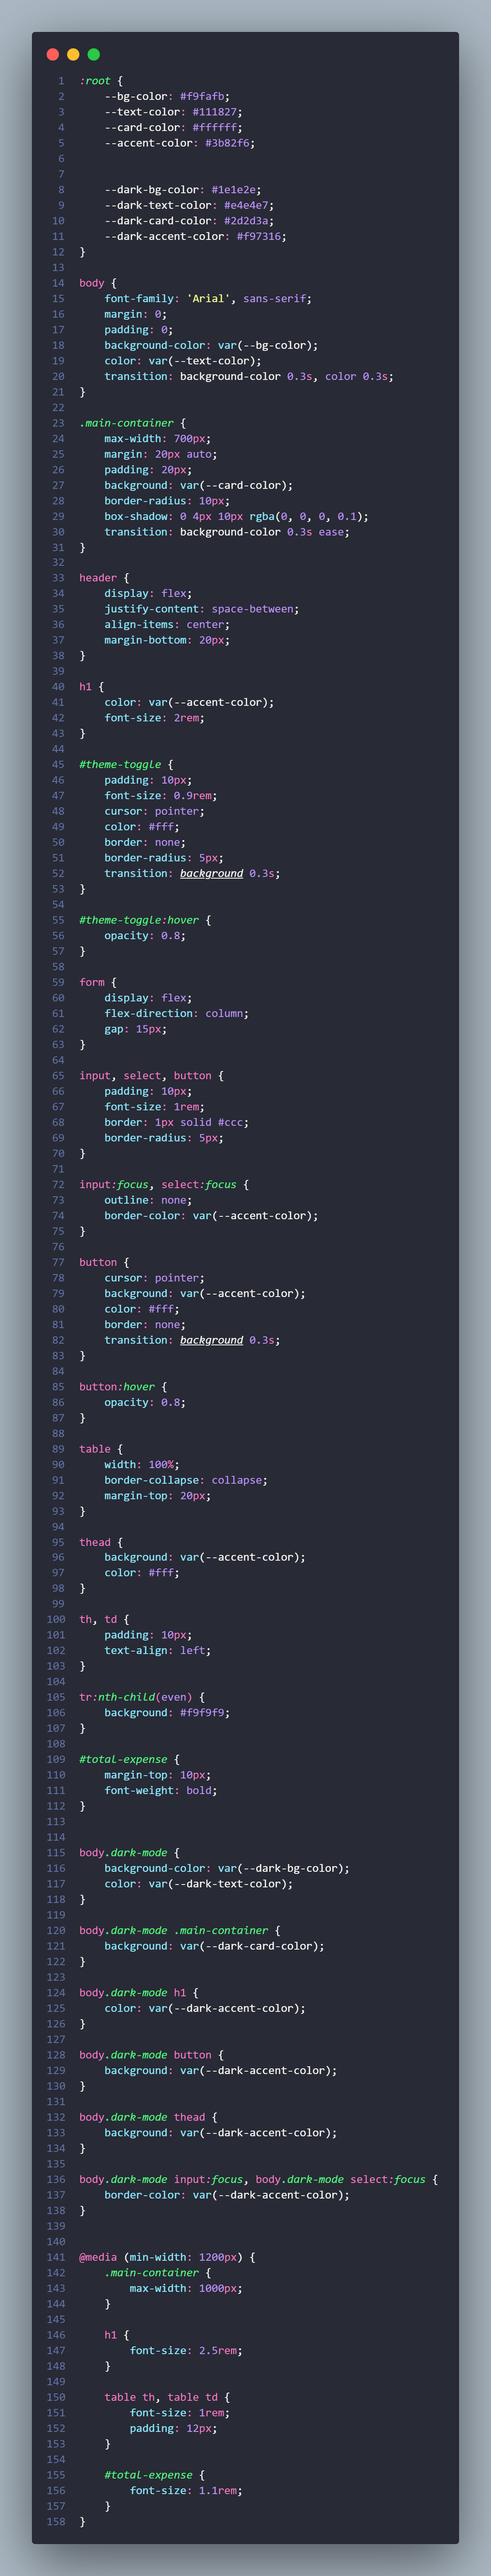 1 :root {
2     --bg-color: #f9fafb;
3     --text-color: #111827;
4     --card-color: #ffffff;
5     --accent-color: #3b82f6;
6
7
8     --dark-bg-color: #1e1e2e;
9     --dark-text-color: #e4e4e7;
10     --dark-card-color: #2d2d3a;
11     --dark-accent-color: #f97316;
12 }
13
14 body {
15     font-family: 'Arial', sans-serif;
16     margin: 0;
17     padding: 0;
18     background-color: var(--bg-color);
19     color: var(--text-color);
20     transition: background-color 0.3s, color 0.3s;
21 }
22
23 .main-container {
24     max-width: 700px;
25     margin: 20px auto;
26     padding: 20px;
27     background: var(--card-color);
28     border-radius: 10px;
29     box-shadow: 0 4px 10px rgba(0, 0, 0, 0.1);
30     transition: background-color 0.3s ease;
31 }
32
33 header {
34     display: flex;
35     justify-content: space-between;
36     align-items: center;
37     margin-bottom: 20px;
38 }
39
40 h1 {
41     color: var(--accent-color);
42     font-size: 2rem;
43 }
44
45 #theme-toggle {
46     padding: 10px;
47     font-size: 0.9rem;
48     cursor: pointer;
49     color: #fff;
50     border: none;
51     border-radius: 5px;
52     transition: background 0.3s;
53 }
54
55 #theme-toggle:hover {
56     opacity: 0.8;
57 }
58
59 form {
60     display: flex;
61     flex-direction: column;
62     gap: 15px;
63 }
64
65 input, select, button {
66     padding: 10px;
67     font-size: 1rem;
68     border: 1px solid #ccc;
69     border-radius: 5px;
70 }
71
72 input:focus, select:focus {
73     outline: none;
74     border-color: var(--accent-color);
75 }
76
77 button {
78     cursor: pointer;
79     background: var(--accent-color);
80     color: #fff;
81     border: none;
82     transition: background 0.3s;
83 }
84
85 button:hover {
86     opacity: 0.8;
87 }
88
89 table {
90     width: 100%;
91     border-collapse: collapse;
92     margin-top: 20px;
93 }
94
95 thead {
96     background: var(--accent-color);
97     color: #fff;
98 }
99
100 th, td {
101     padding: 10px;
102     text-align: left;
103 }
104
105 tr:nth-child(even) {
106     background: #f9f9f9;
107 }
108
109 #total-expense {
110     margin-top: 10px;
111     font-weight: bold;
112 }
113
114
115 body.dark-mode {
116     background-color: var(--dark-bg-color);
117     color: var(--dark-text-color);
118 }
119
120 body.dark-mode .main-container {
121     background: var(--dark-card-color);
122 }
123
124 body.dark-mode h1 {
125     color: var(--dark-accent-color);
126 }
127
128 body.dark-mode button {
129     background: var(--dark-accent-color);
130 }
131
132 body.dark-mode thead {
133     background: var(--dark-accent-color);
134 }
135
136 body.dark-mode input:focus, body.dark-mode select:focus {
137     border-color: var(--dark-accent-color);
138 }
139
140
141 @media (min-width: 1200px) {
142     .main-container {
143         max-width: 1000px;
144     }
145
146     h1 {
147         font-size: 2.5rem;
148     }
149
150     table th, table td {
151         font-size: 1rem;
152         padding: 12px;
153     }
154
155     #total-expense {
156         font-size: 1.1rem;
157     }
158 }